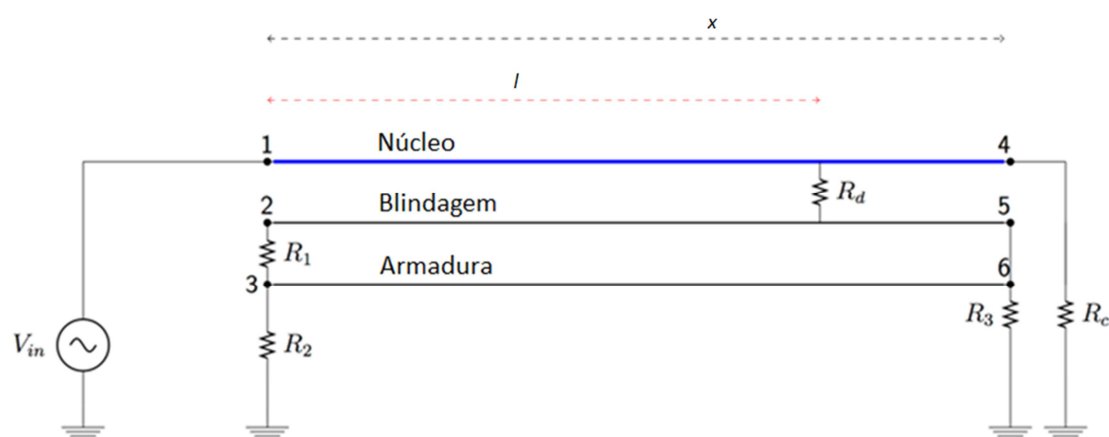 x
l
1 Núcleo 4
R_d
2 Blindagem 5
R_1
3 Armadura 6
V_in R_2 R_3 R_c